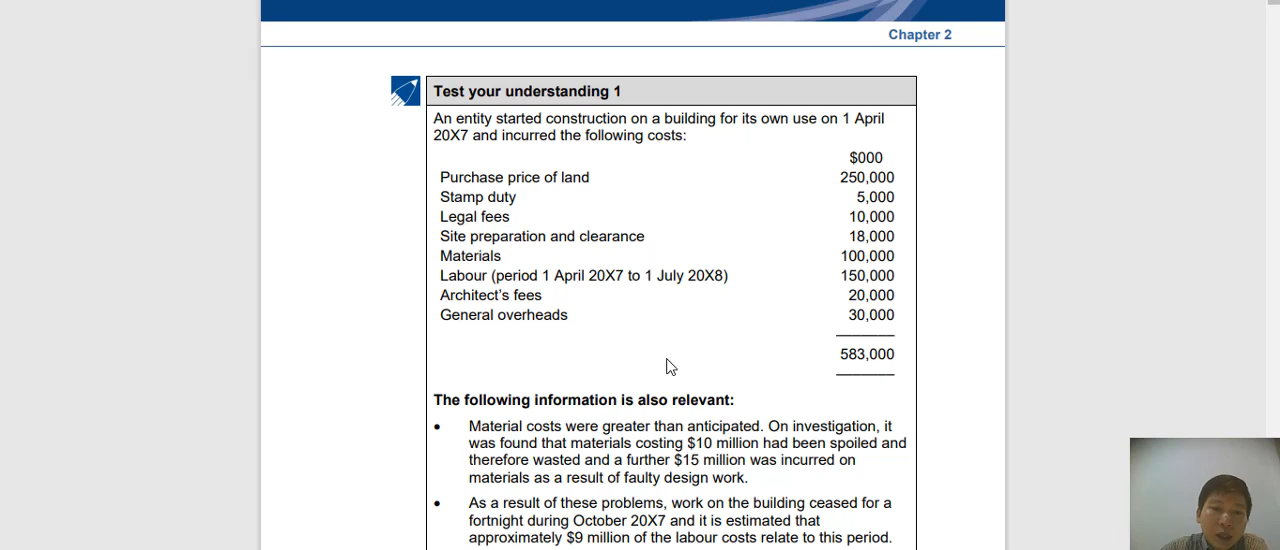 Chapter 2
Test your understanding 1
An entity started construction on a building for its own use on 1 April
20X7 and incurred the following costs:
$000
Purchase price of land 250,000
Stamp duty 5,000
Legal fees 10,000
Site preparation and clearance 18,000
Materials 100,000
Labour (period 1 April 20X7 to 1 July 20X8) 150,000
Architect's fees 20,000
General overheads 30,000
583,000
The following information is also relevant:
• Material costs were greater than anticipated. On investigation, it
was found that materials costing $10 million had been spoiled and
therefore wasted and a further $15 million was incurred on
materials as a result of faulty design work.
• As a result of these problems, work on the building ceased for a
fortnight during October 20X7 and it is estimated that
approximately $9 million of the labour costs relate to this period.